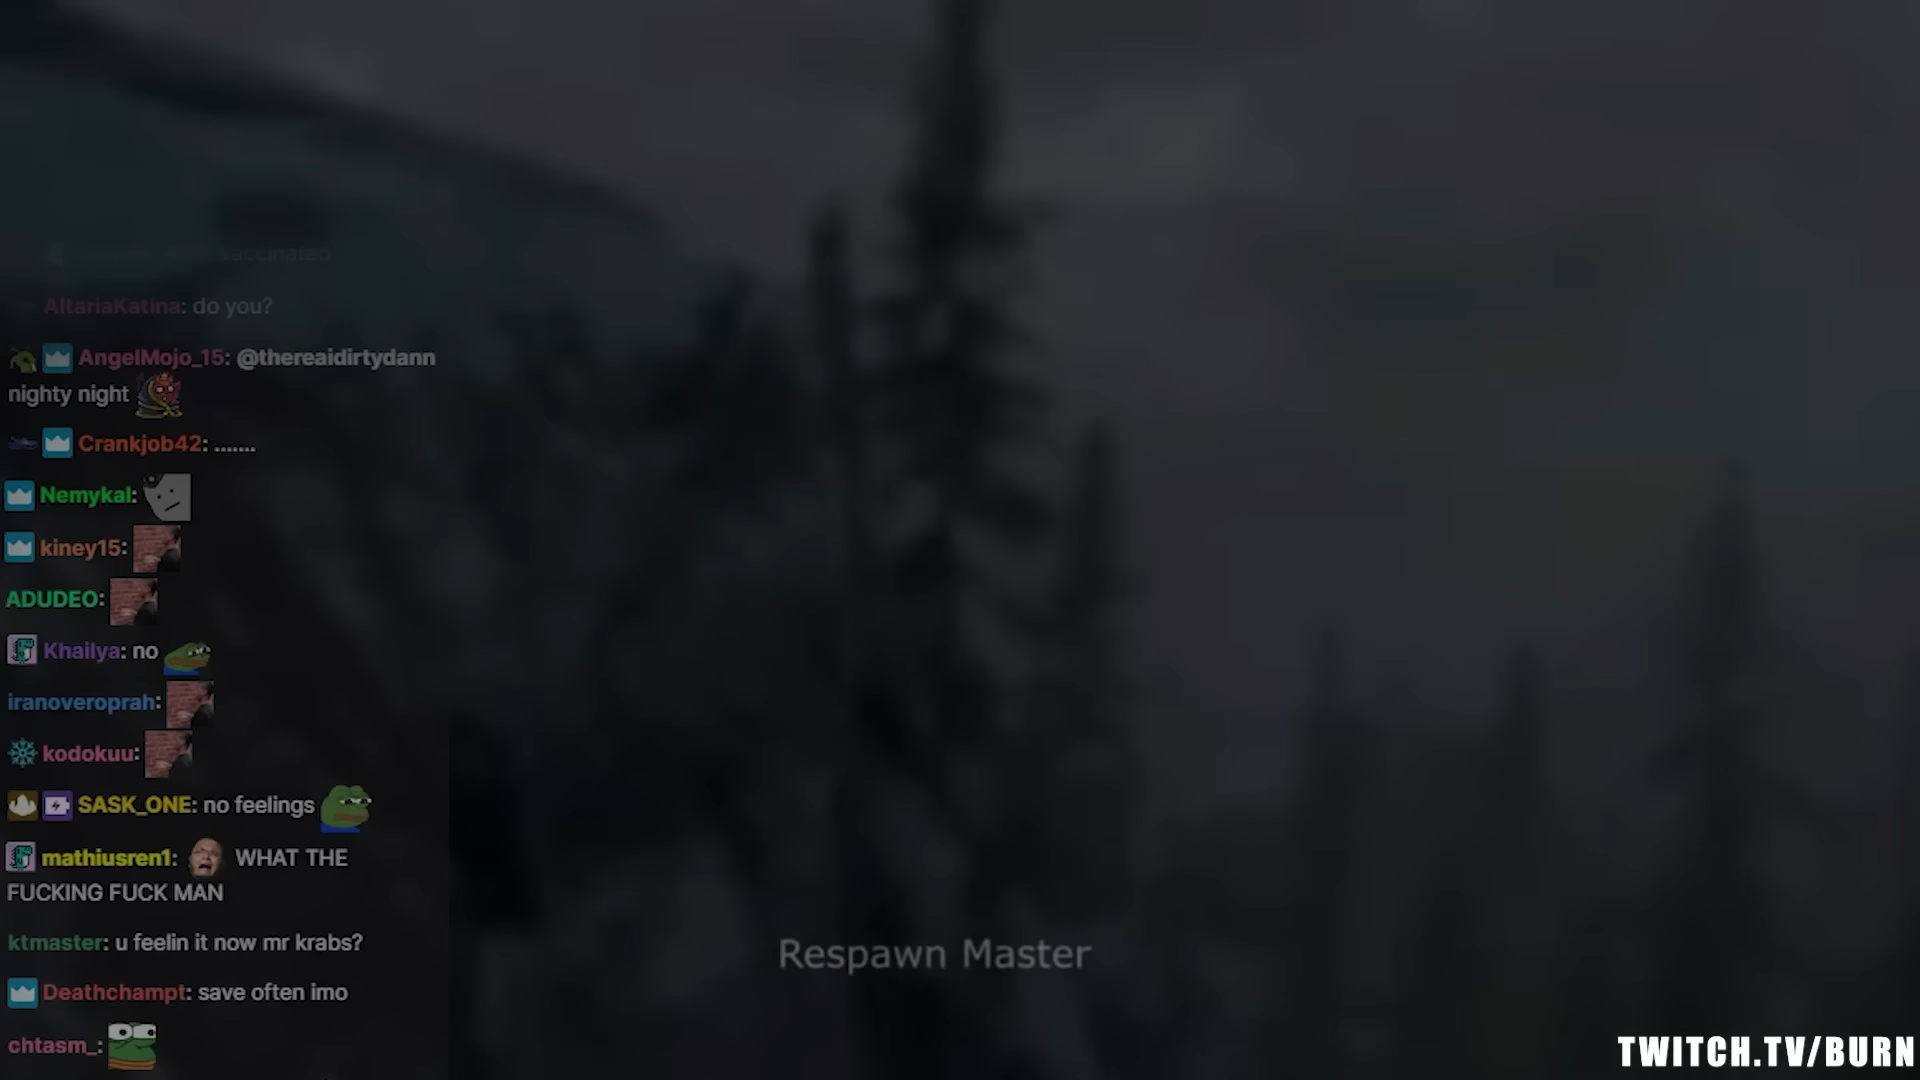 AltariaKatina: do you?
AngelMojo_15: @thereaidirtydann
nighty night
Crankjob42: .......
Nemykal:
kiney15:
ADUDEO:
Khailya: no
iranoveroprah:
kodokuu:
SASK_ONE: no feelings
mathiusren1: WHAT THE
FUCKING FUCK MAN
ktmaster: u feelin it now mr krabs?
Deathchampt: save often imo
chtasm_:
Respawn Master
TWITCH.TV/BURN